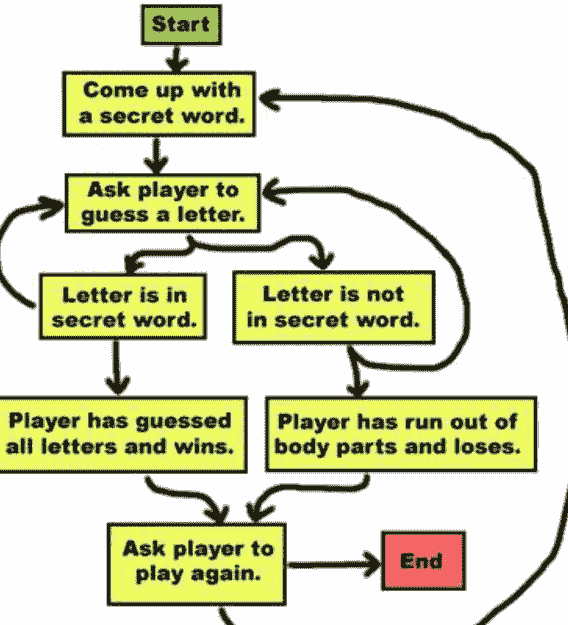 Start
Come up with
a secret word.
Ask player to
guess a letter.
Letter is in
secret word.
Letter is not
in secret word.
Player has guessed
all letters and wins.
Player has run out of
body parts and loses.
Ask player to
play again.
End